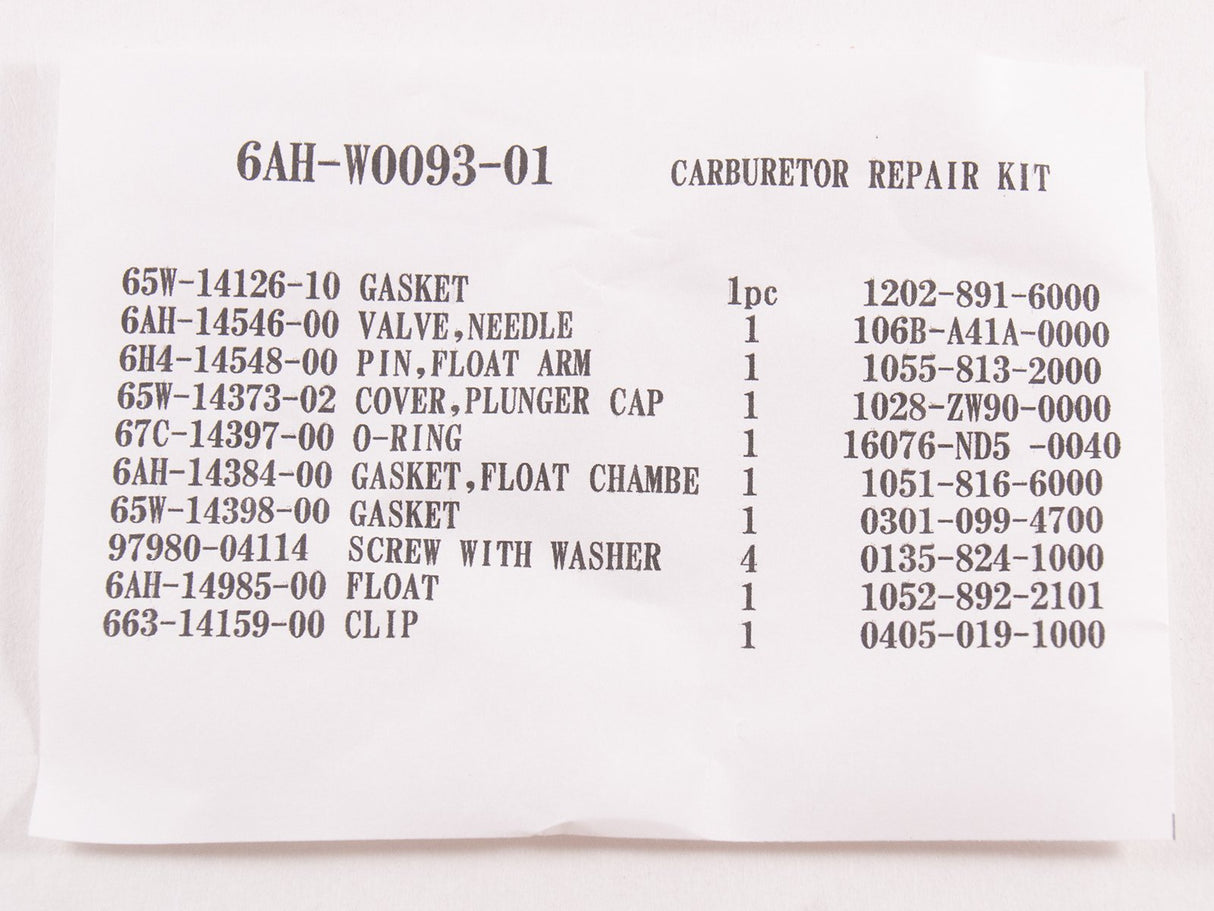 6AH-W0093-01 CARBURETOR REPAIR KIT
65W-14126-10 GASKET 1pc 1202-891-6000
6AH-14546-00 VALVE,NEEDLE 1 106B-A41A-0000
6H4-14548-00 PIN,FLOAT ARM 1 1055-813-2000
65W-14373-02 COVER,PLUNGER CAP 1 1028-ZW90-0000
67C-14397-00 O-RING 1 16076-ND5 -0040
6AH-14384-00 GASKET,FLOAT CHAMBE 1 1051-816-6000
65W-14398-00 GASKET 1 0301-099-4700
97980-04114 SCREW WITH WASHER 4 0135-824-1000
6AH-14985-00 FLOAT 1 1052-892-2101
663-14159-00 CLIP 1 0405-019-1000